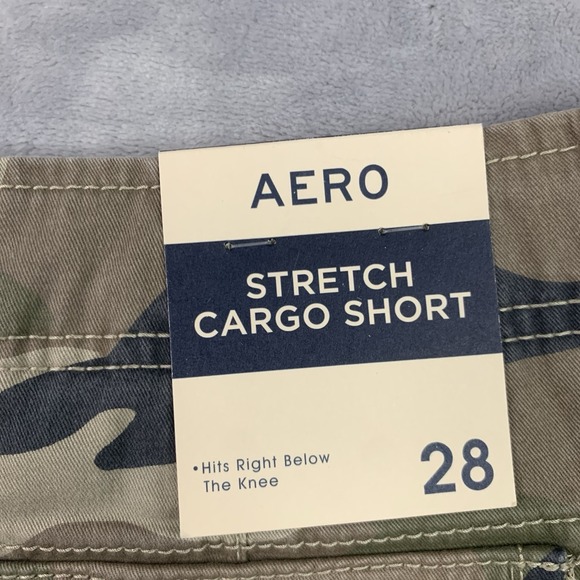 AERO
STRETCH
CARGO SHORT
•Hits Right Below
The Knee
28